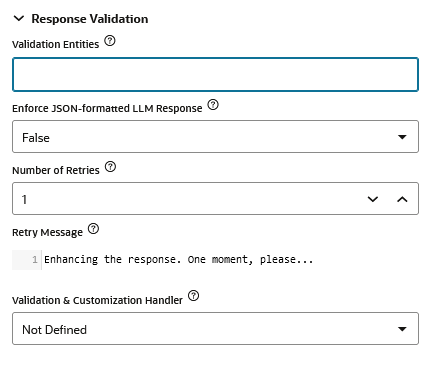 Response Validation
Validation Entities
Enforce JSON-formatted LLM Response
False
Number of Retries
1
Retry Message
1 Enhancing the response. One moment, please...
Validation & Customization Handler
Not Defined